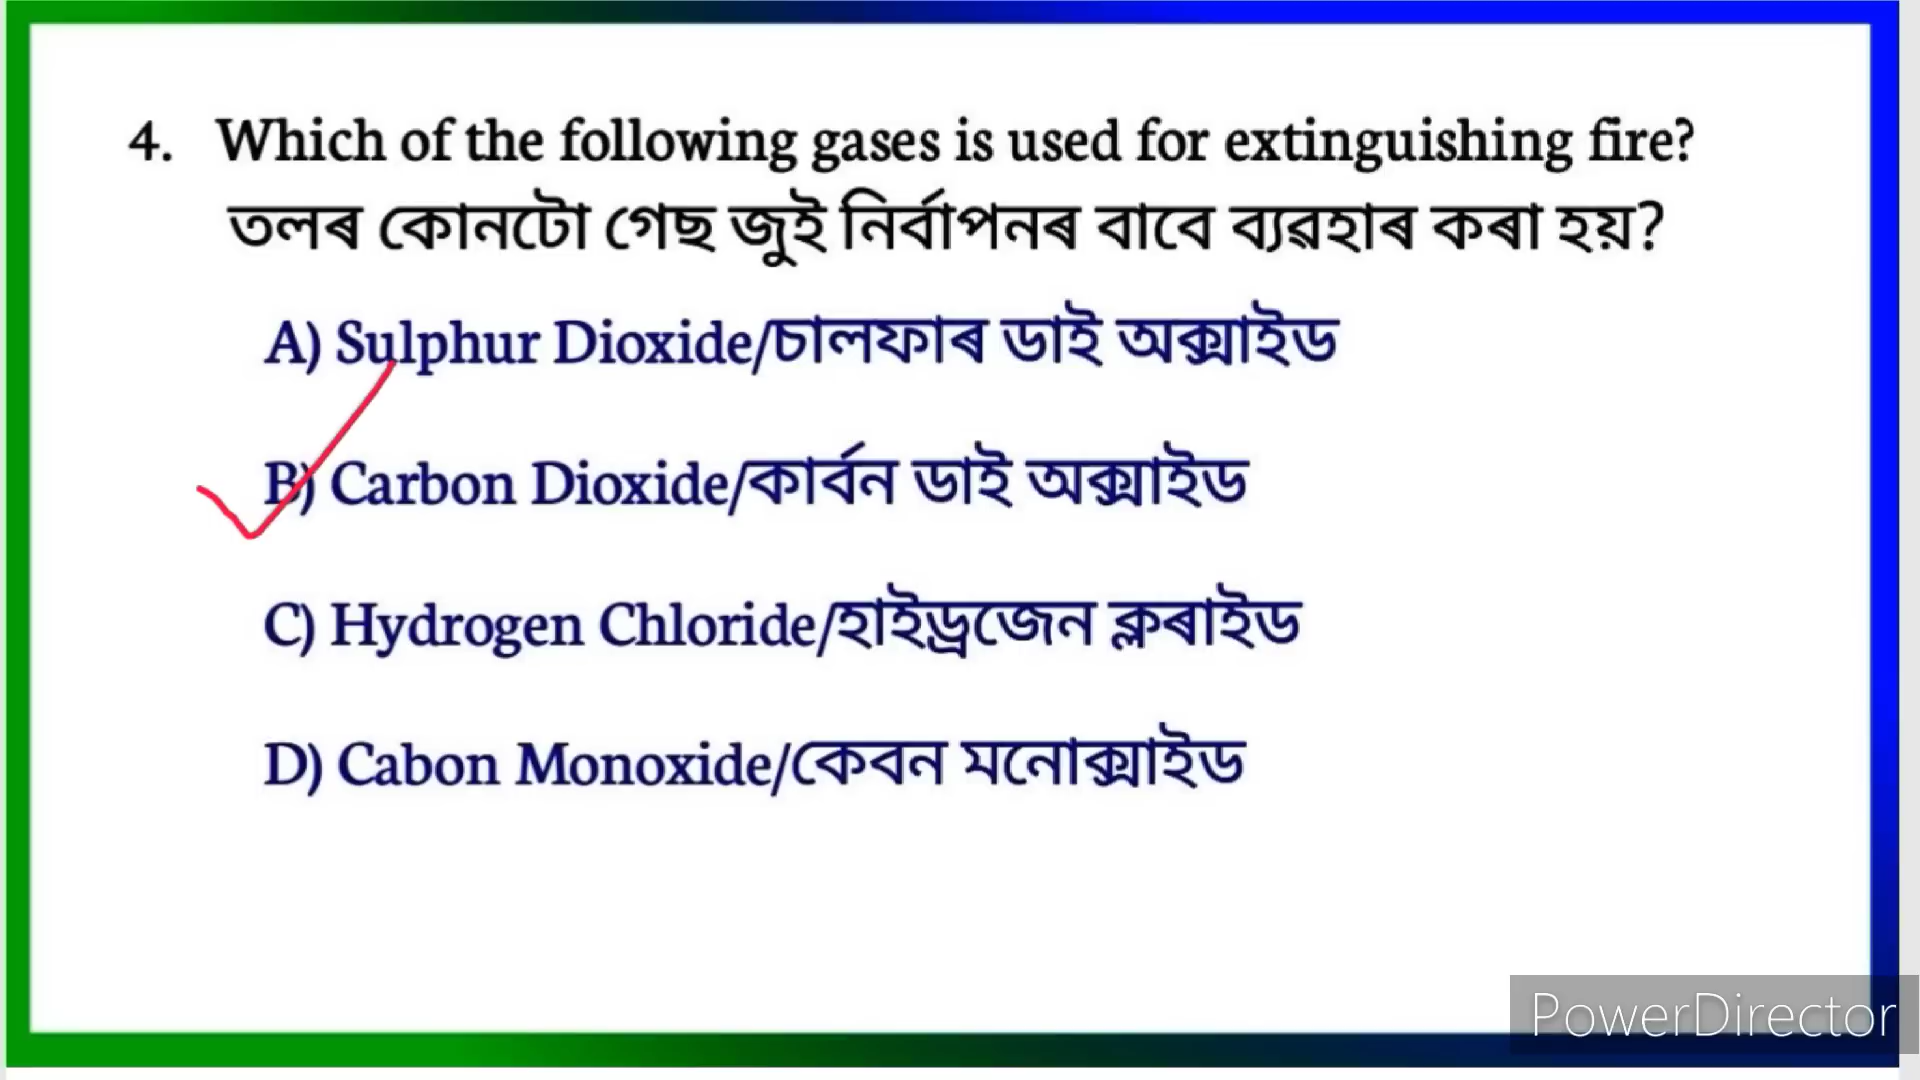 4. Which of the following gases is used for extinguishing fire?
তলৰ কোনটো গেছ জুই নিৰ্বাপনৰ বাবে ব্যৱহাৰ কৰা হয়?
A) Sulphur Dioxide/চালফাৰ ডাই অক্সাইড
B) Carbon Dioxide/কাৰ্বন ডাই অক্সাইড
C) Hydrogen Chloride/হাইড্ৰজেন ক্লৰাইড
D) Cabon Monoxide/কেবন মনোক্সাইড
PowerDirector